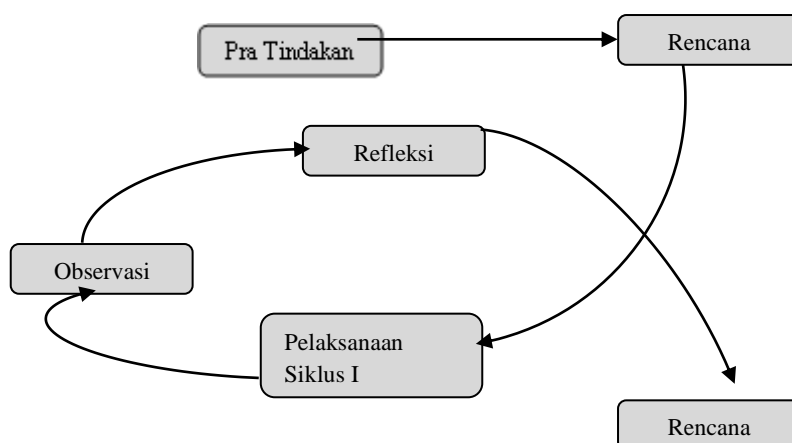 Pra Tindakan
Rencana
Refleksi
Observasi
Pelaksanaan
Siklus I
Rencana